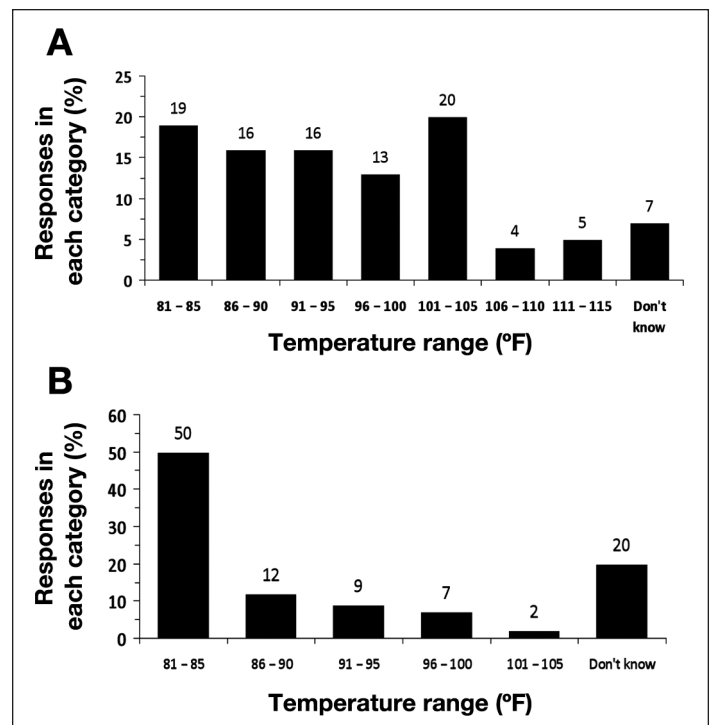 A
Responses in
each category (%)
25
20
15
10
5
0
19
16
16
13
20
4
5
7
81 – 85
86 – 90
91 – 95
96 – 100
101 – 105
106 – 110
111 – 115
Don't
know
Temperature range (ºF)
B
Responses in
each category (%)
60
50
40
30
20
10
0
50
12
9
7
2
20
81 – 85
86 – 90
91 – 95
96 – 100
101 – 105
Don't know
Temperature range (ºF)